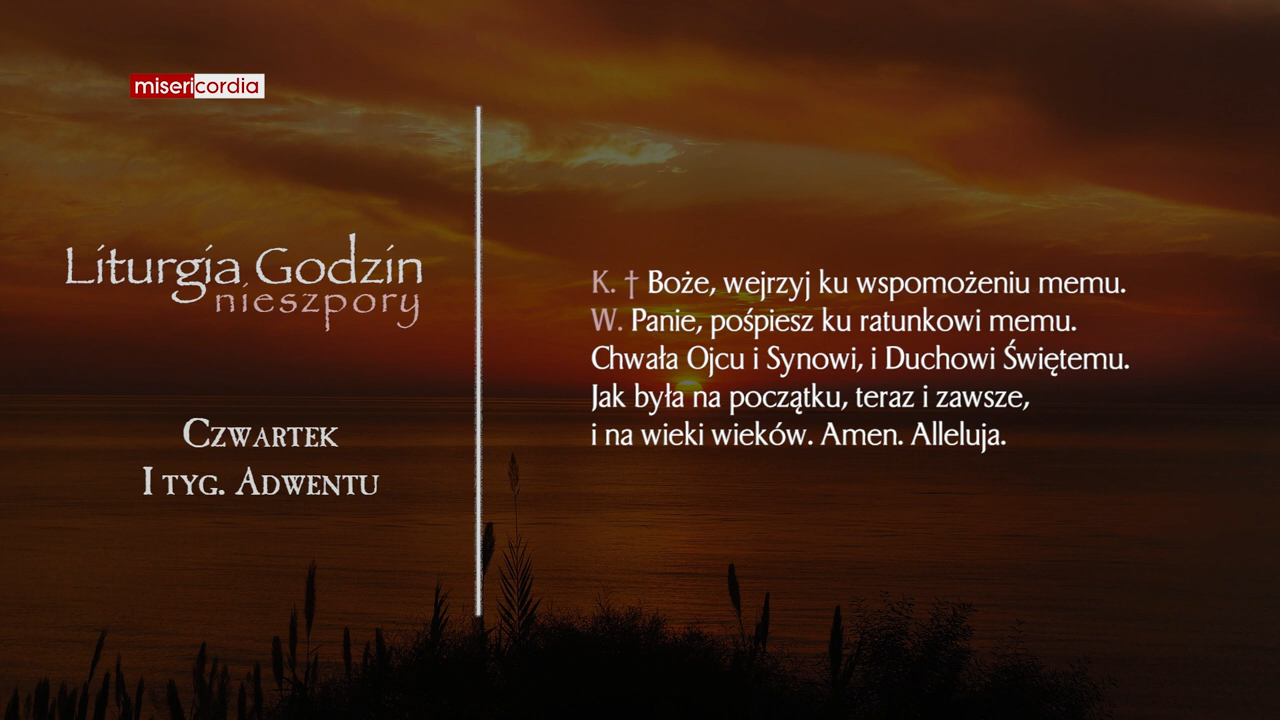 misericordia
Liturgia Godzin
nieszpory
Czwartek
I tyg. Adwentu
K. † Boże, wejrzyj ku wspomożeniu memu.
W. Panie, pośpiesz ku ratunkowi memu.
Chwała Ojcu i Synowi, i Duchowi Świętemu.
Jak była na początku, teraz i zawsze,
i na wieki wieków. Amen. Alleluja.